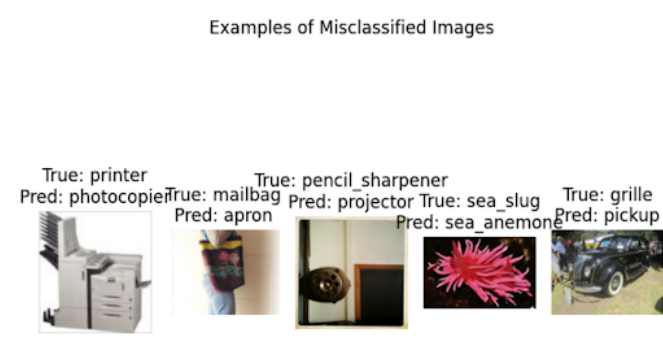 Examples of Misclassified Images
True: printer
Pred: photocopier
True: mailbag
Pred: apron
True: pencil_sharpener
Pred: projector
True: sea_slug
Pred: sea_anemone
True: grille
Pred: pickup